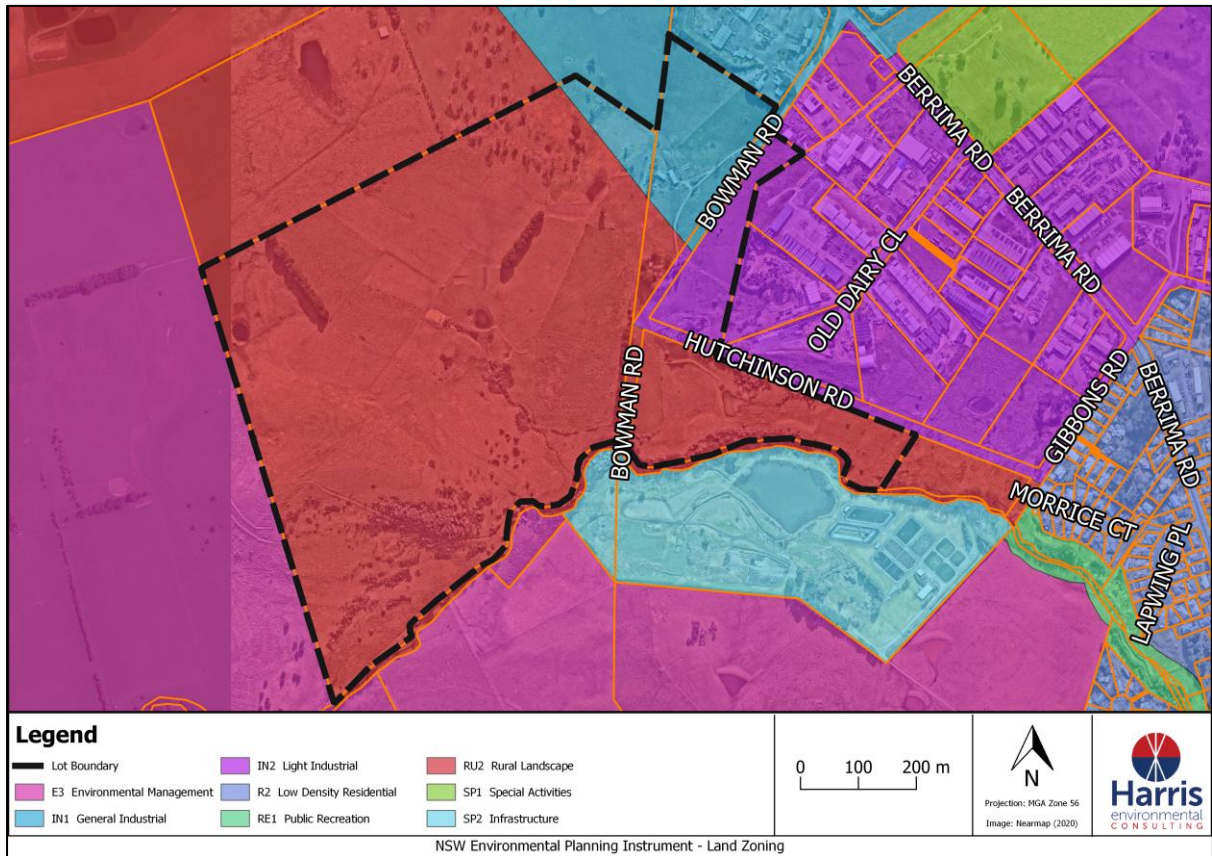 BERRIMA RD
BOWMAN RD
BERRIMA RD
OLD DAIRY CL
HUTCHINSON RD
BOWMAN RD
GIBBONS RD
BERRIMA RD
MORRICE CT
LAPWING PL
Legend
Lot Boundary
E3 Environmental Management
IN1 General Industrial
IN2 Light Industrial
R2 Low Density Residential
RE1 Public Recreation
RU2 Rural Landscape
SP1 Special Activities
SP2 Infrastructure
0 100 200 m
N
Projection: MGA Zone 56
Image: Nearmap (2020)
Harris
environmental
CONSULTING
NSW Environmental Planning Instrument - Land Zoning